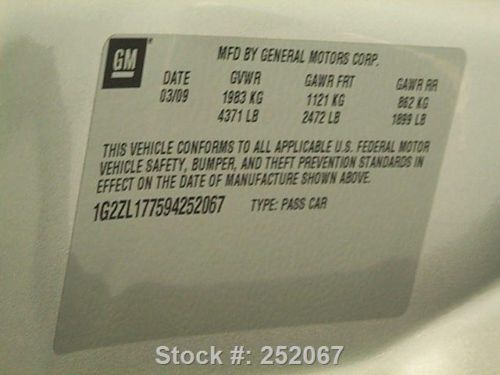 GM
MFD BY GENERAL MOTORS CORP.
DATE GVWR GAWR FRT GAWR RR
03/09 1983 KG 1121 KG 862 KG
4371 LB 2472 LB 1899 LB
THIS VEHICLE CONFORMS TO ALL APPLICABLE U.S. FEDERAL MOTOR
VEHICLE SAFETY, BUMPER, AND THEFT PREVENTION STANDARDS IN
EFFECT ON THE DATE OF MANUFACTURE SHOWN ABOVE.
1G2ZL177594252067 TYPE: PASS CAR
Stock #: 252067